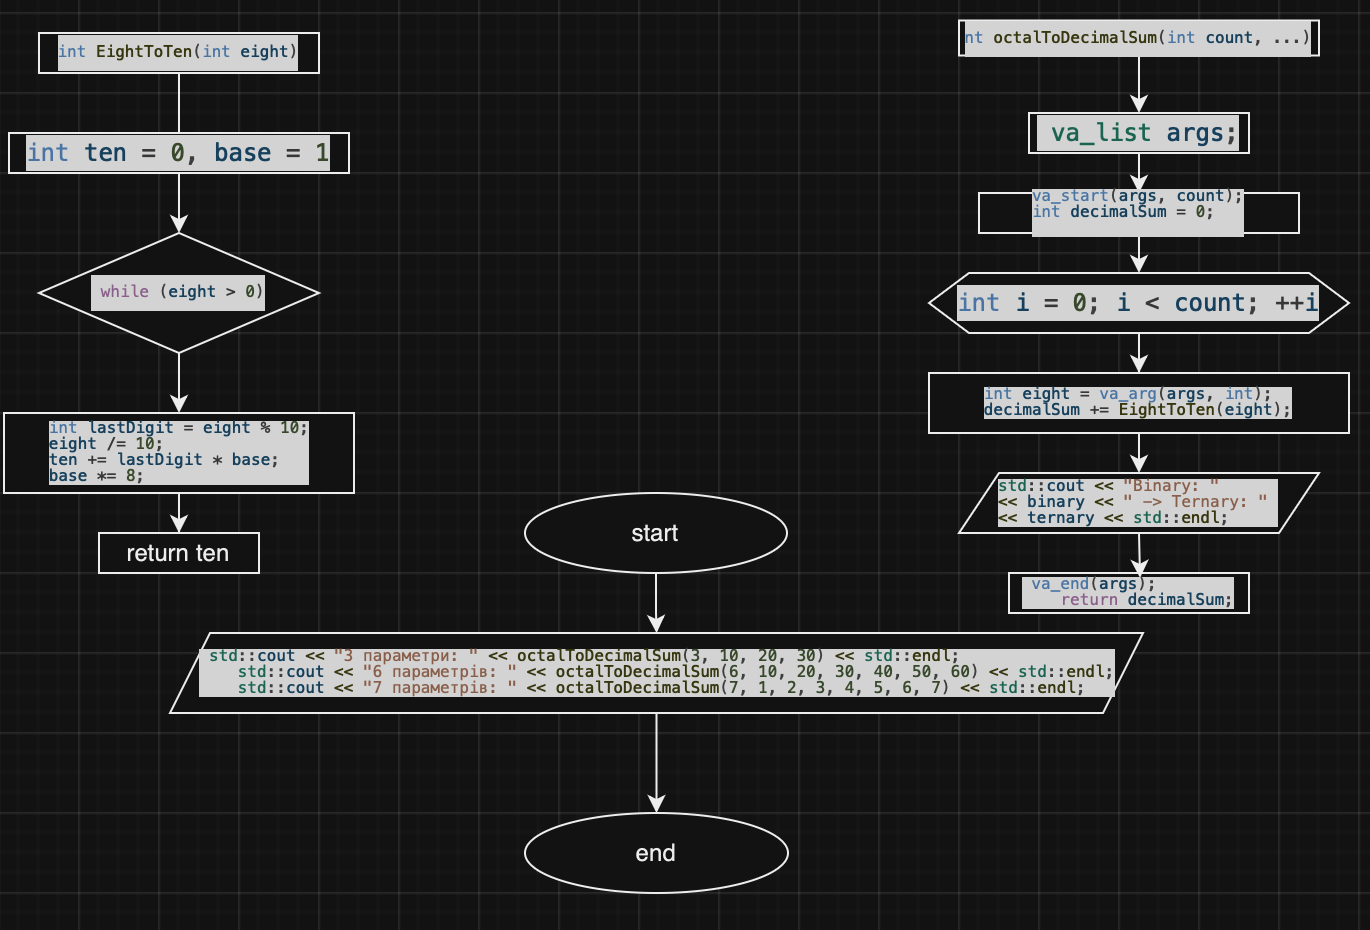 int EightToTen(int eight)
int ten = 0, base = 1
while (eight > 0)
int lastDigit = eight % 10;
eight /= 10;
ten += lastDigit * base;
base *= 8;
return ten
nt octalToDecimalSum(int count, ...)
va_list args;
va_start(args, count);
int decimalSum = 0;
int i = 0; i < count; ++i
int eight = va_arg(args, int);
decimalSum += EightToTen(eight);
std::cout << "Binary: "
<< binary << " -> Ternary: "
<< ternary << std::endl;
va_end(args);
return decimalSum;
start
std::cout << "3 параметри: " << octalToDecimalSum(3, 10, 20, 30) << std::endl;
std::cout << "6 параметрів: " << octalToDecimalSum(6, 10, 20, 30, 40, 50, 60) << std::endl;
std::cout << "7 параметрів: " << octalToDecimalSum(7, 1, 2, 3, 4, 5, 6, 7) << std::endl;
end